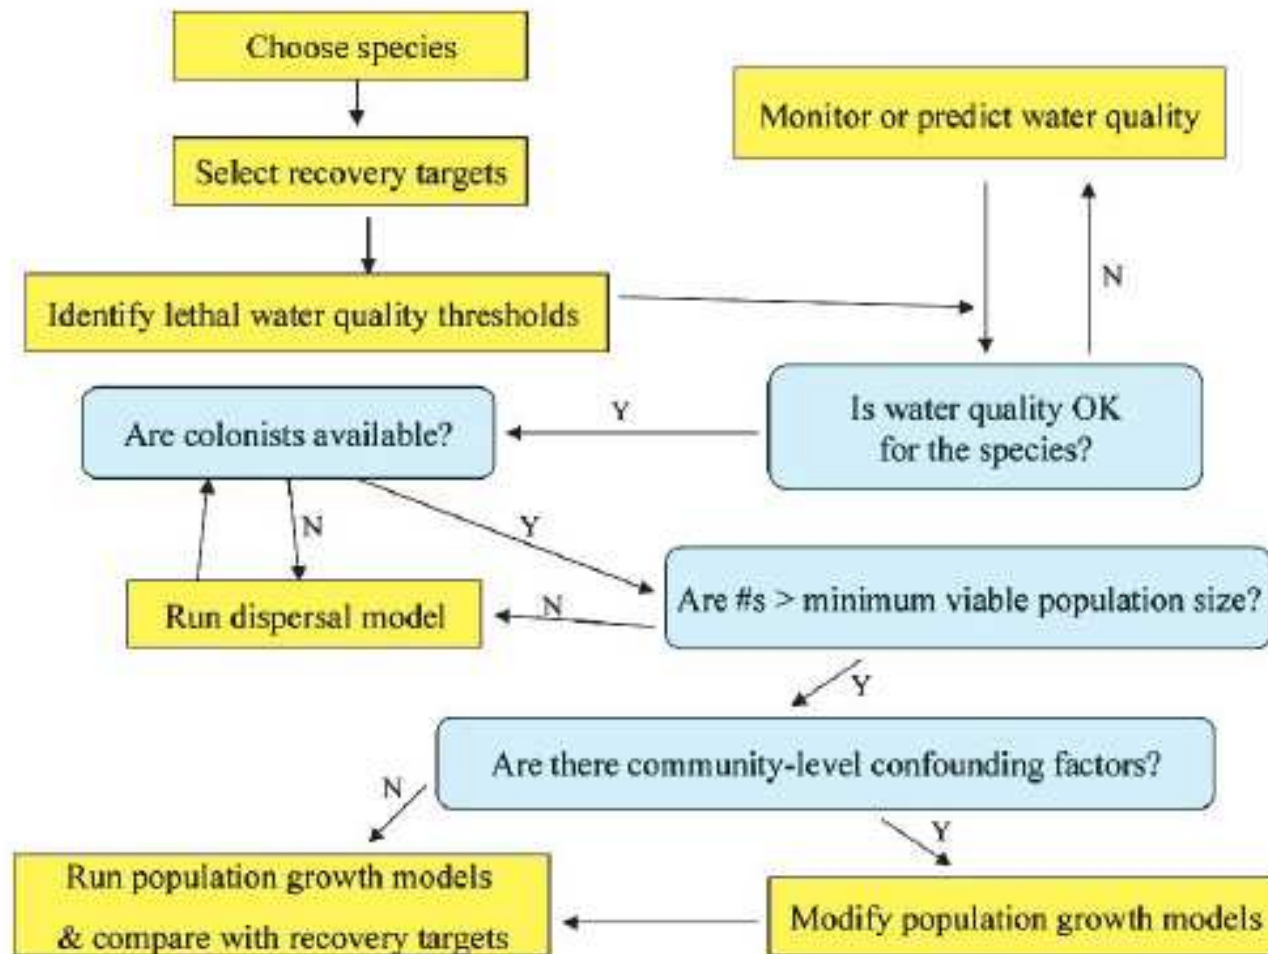 Choose species
Monitor or predict water quality
Select recovery targets
N
Identify lethal water quality thresholds
Is water quality OK
for the species?
Y
Are colonists available?
N
Y
Are #s > minimum viable population size?
N
Run dispersal model
Y
Are there community-level confounding factors?
N
Y
Run population growth models
& compare with recovery targets
Modify population growth models